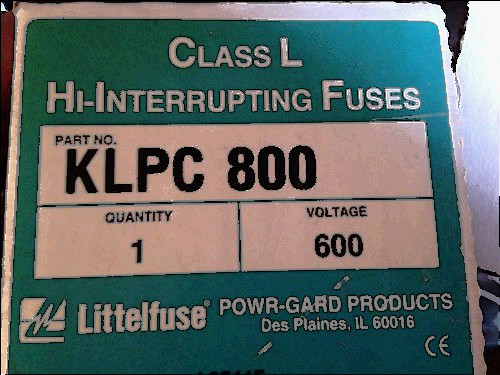 CLASS L
HI-INTERRUPTING FUSES
PART NO.
KLPC 800
QUANTITY
1
VOLTAGE
600
Littelfuse®
POWR-GARD PRODUCTS
Des Plaines, IL 60016
CE